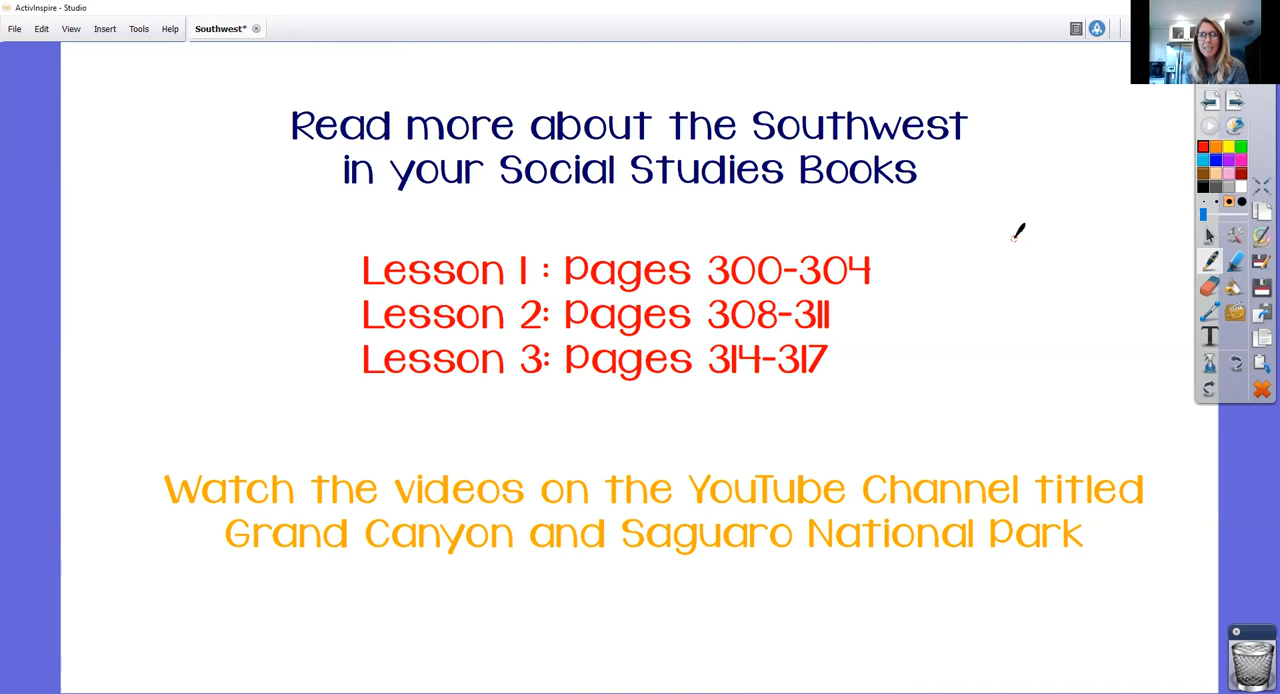 ActivInspire - Studio
File Edit View Insert Tools Help Southwest*
Read more about the Southwest
in your Social Studies Books
Lesson 1 : Pages 300-304
Lesson 2: Pages 308-311
Lesson 3: Pages 314-317
Watch the videos on the YouTube Channel titled
Grand Canyon and Saguaro National Park